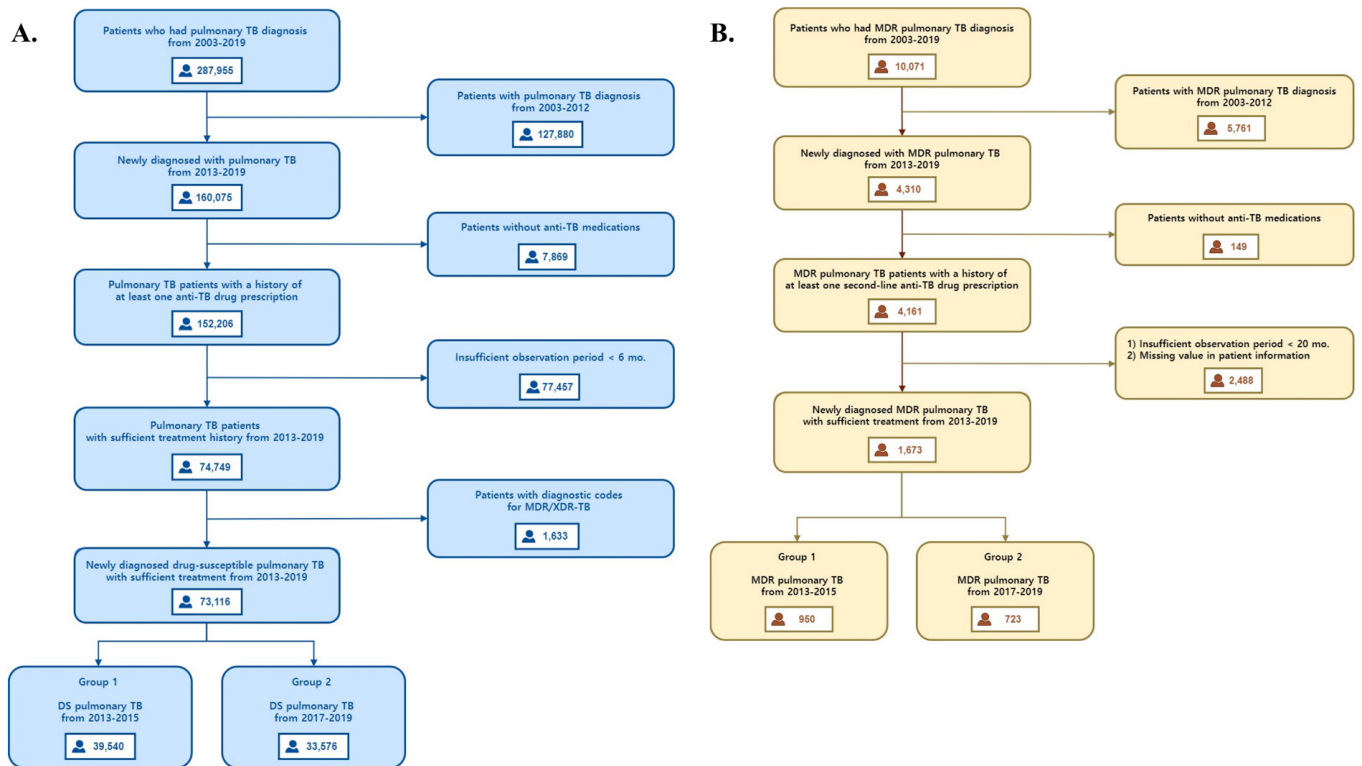 A.
Patients who had pulmonary TB diagnosis
from 2003-2019
287,955
Patients with pulmonary TB diagnosis
from 2003-2012
127,880
Newly diagnosed with pulmonary TB
from 2013-2019
160,075
Patients without anti-TB medications
7,869
Pulmonary TB patients with a history of
at least one anti-TB drug prescription
152,206
Insufficient observation period < 6 mo.
77,457
Pulmonary TB patients
with sufficient treatment history from 2013-2019
74,749
Patients with diagnostic codes
for MDR/XDR-TB
1,633
Newly diagnosed drug-susceptible pulmonary TB
with sufficient treatment from 2013-2019
73,116
Group 1
DS pulmonary TB
from 2013-2015
39,540
Group 2
DS pulmonary TB
from 2017-2019
33,576
B.
Patients who had MDR pulmonary TB diagnosis
from 2003-2019
10,071
Patients with MDR pulmonary TB diagnosis
from 2003-2012
5,761
Newly diagnosed with MDR pulmonary TB
from 2013-2019
4,310
Patients without anti-TB medications
149
MDR pulmonary TB patients with a history of
at least one second-line anti-TB drug prescription
4,161
1) Insufficient observation period < 20 mo.
2) Missing value in patient information
2,488
Newly diagnosed MDR pulmonary TB
with sufficient treatment from 2013-2019
1,673
Group 1
MDR pulmonary TB
from 2013-2015
950
Group 2
MDR pulmonary TB
from 2017-2019
723